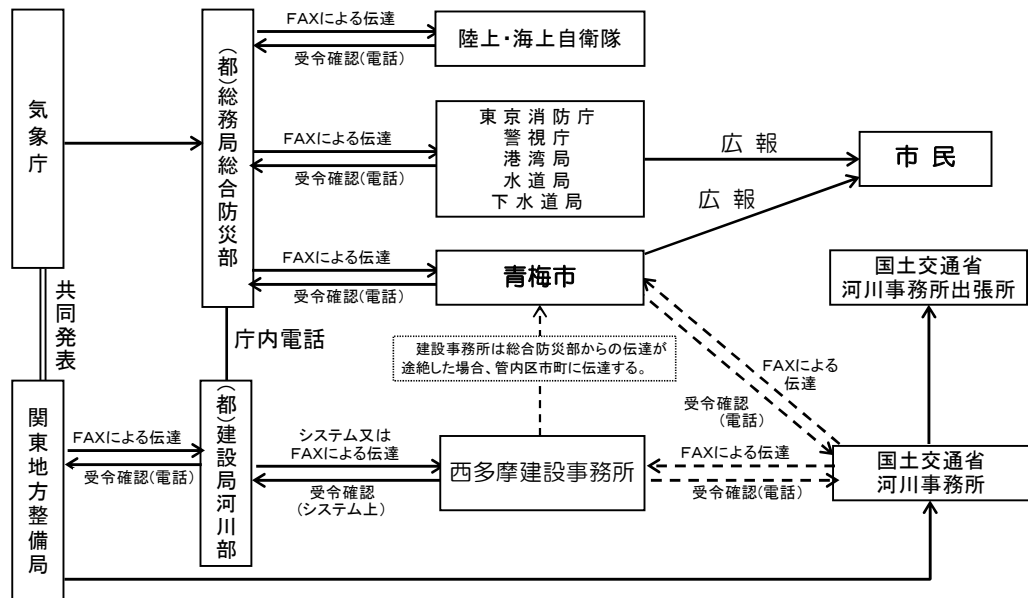 FAXによる伝達
受令確認(電話)
陸上・海上自衛隊
気象庁
(都)総務局総合防災部
FAXによる伝達
受令確認(電話)
東京消防庁
警視庁
港湾局
水道局
下水道局
広報
市民
広報
FAXによる伝達
受令確認(電話)
青梅市
国土交通省
河川事務所出張所
共同発表
庁内電話
建設事務所は総合防災部からの伝達が
途絶した場合、管内区市町に伝達する。
FAXによる
伝達
受令確認
(電話)
関東地方整備局
FAXによる伝達
受令確認(電話)
(都)建設局河川部
システム又は
FAXによる伝達
受令確認
(システム上)
西多摩建設事務所
FAXによる伝達
受令確認(電話)
国土交通省
河川事務所